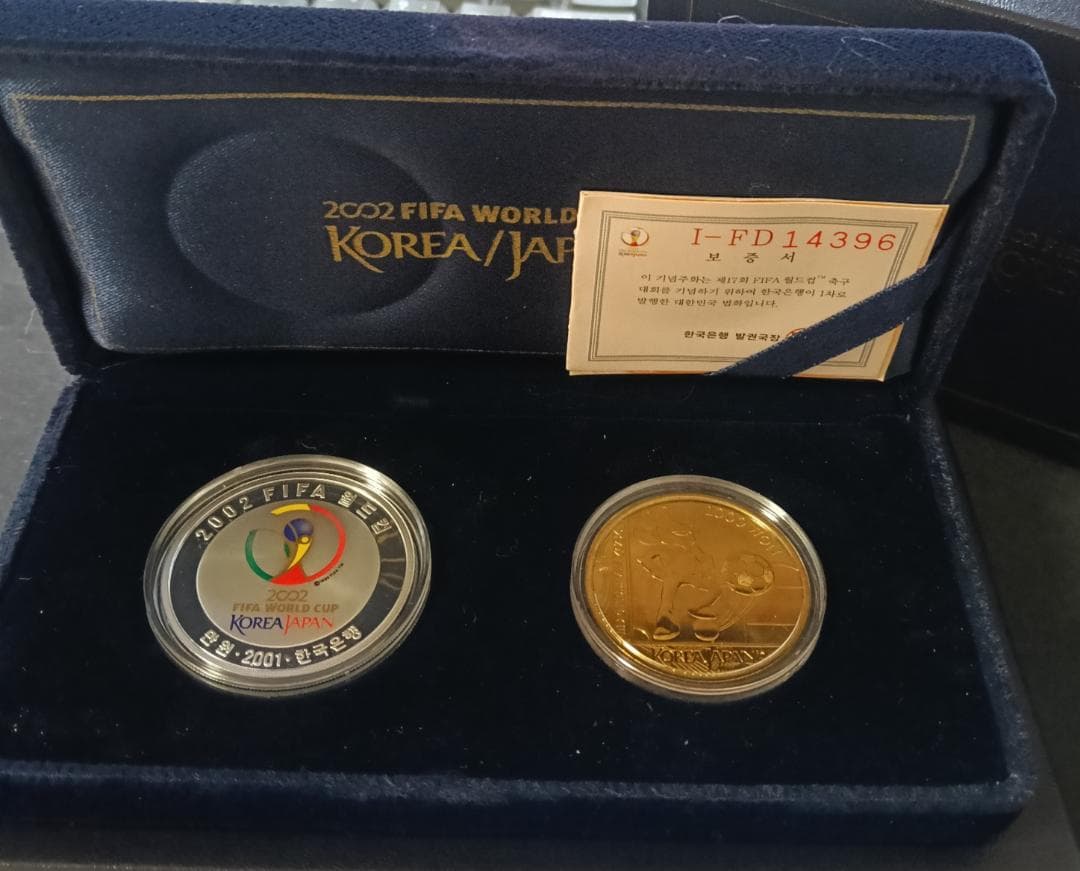 2002 FIFA WORLD
KOREA/JAP
I-FD14396
보 증 서
이 기념주화는 제17회 FIFA 월드컵™ 축구
대회를 기념하기 위하여 한국은행이 1차로
발행한 대한민국 법화입니다.
한국은행 발권국장
2002 FIFA 월드컵
2002
FIFA WORLD CUP
KOREA JAPAN
만원·2001·한국은행
1000 WON
KOREA JAPAN